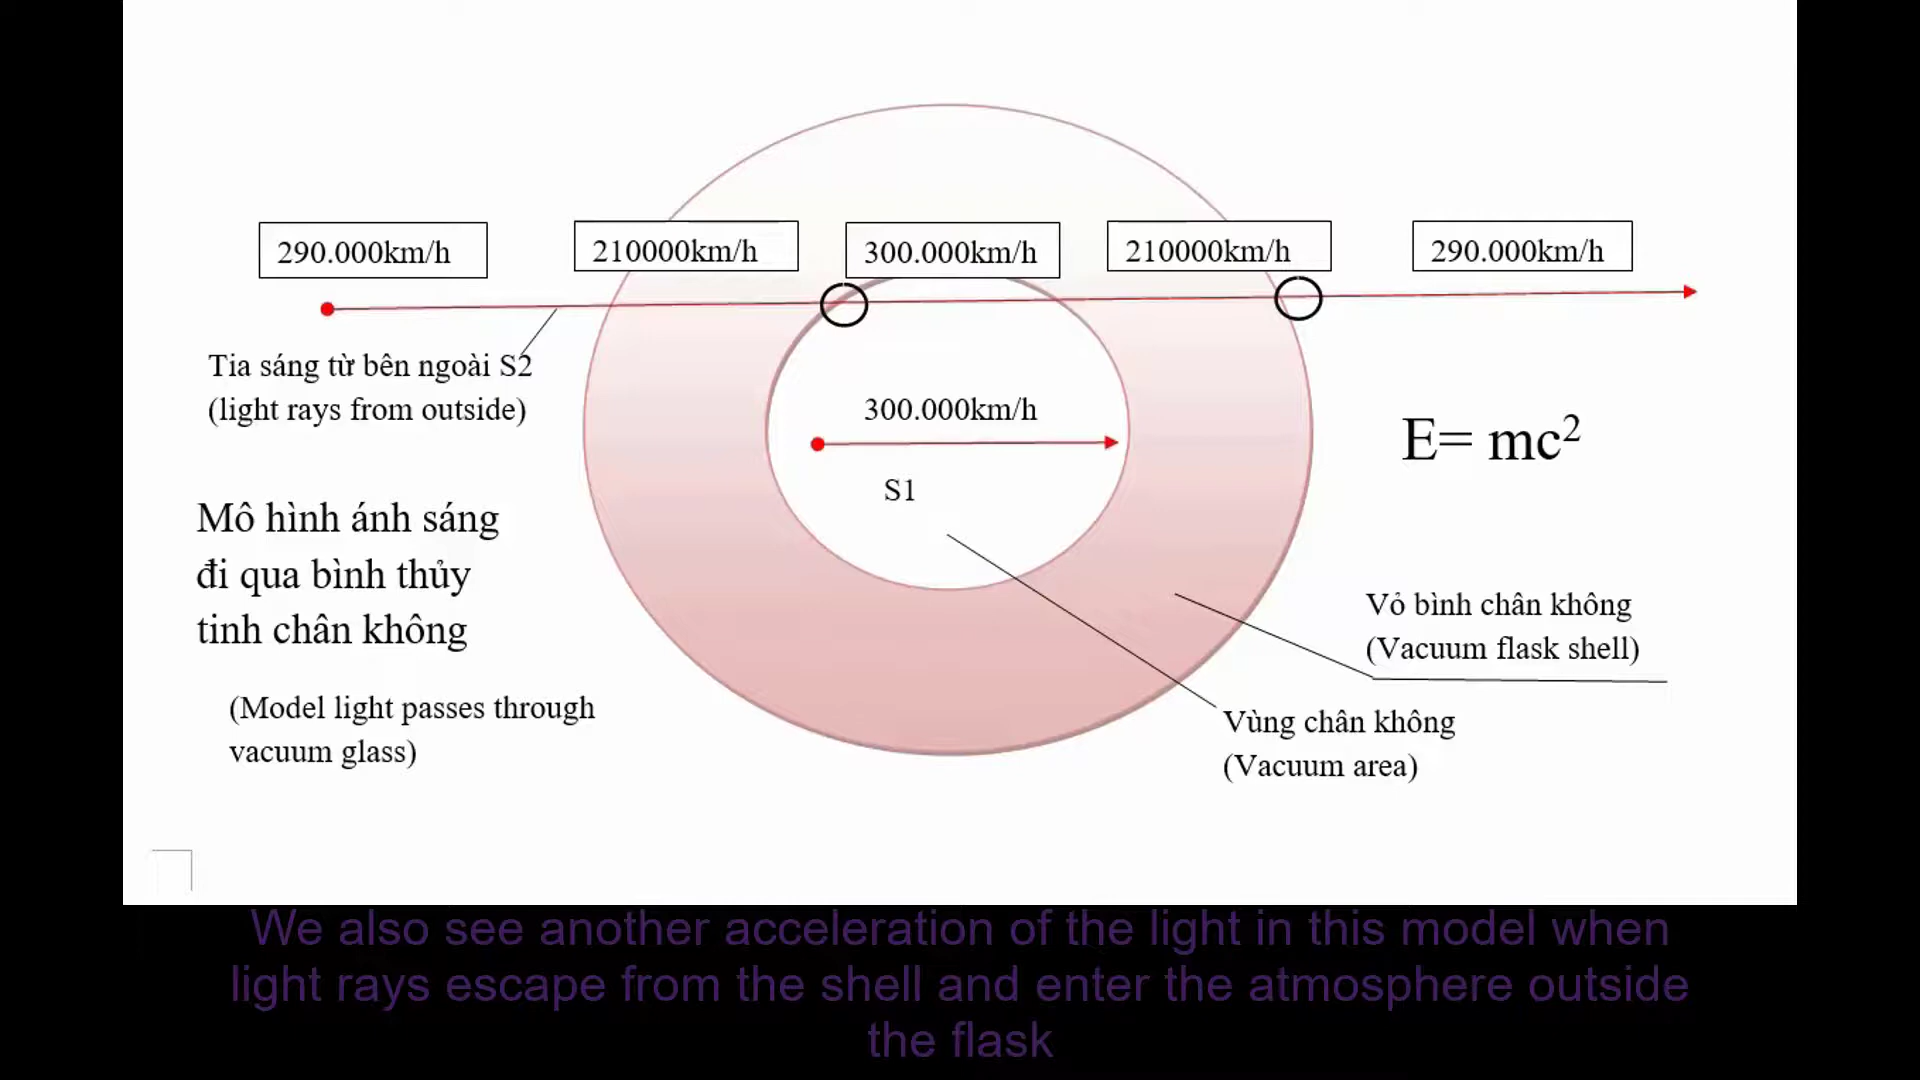 290.000km/h
210000km/h
300.000km/h
210000km/h
290.000km/h
Tia sáng từ bên ngoài S2
(light rays from outside)
300.000km/h
S1
E= mc²
Mô hình ánh sáng
đi qua bình thủy
tinh chân không
(Model light passes through
vacuum glass)
Vỏ bình chân không
(Vacuum flask shell)
Vùng chân không
(Vacuum area)
We also see another acceleration of the light in this model when
light rays escape from the shell and enter the atmosphere outside
the flask